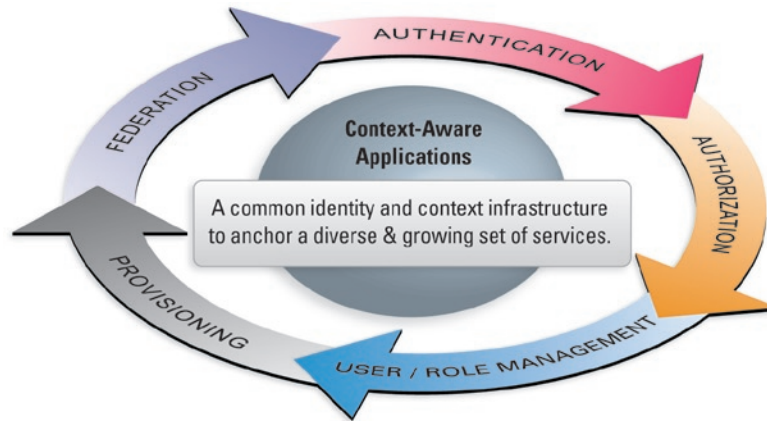 AUTHENTICATION
AUTHORIZATION
USER / ROLE MANAGEMENT
PROVISIONING
FEDERATION
Context-Aware
Applications
A common identity and context infrastructure
to anchor a diverse & growing set of services.